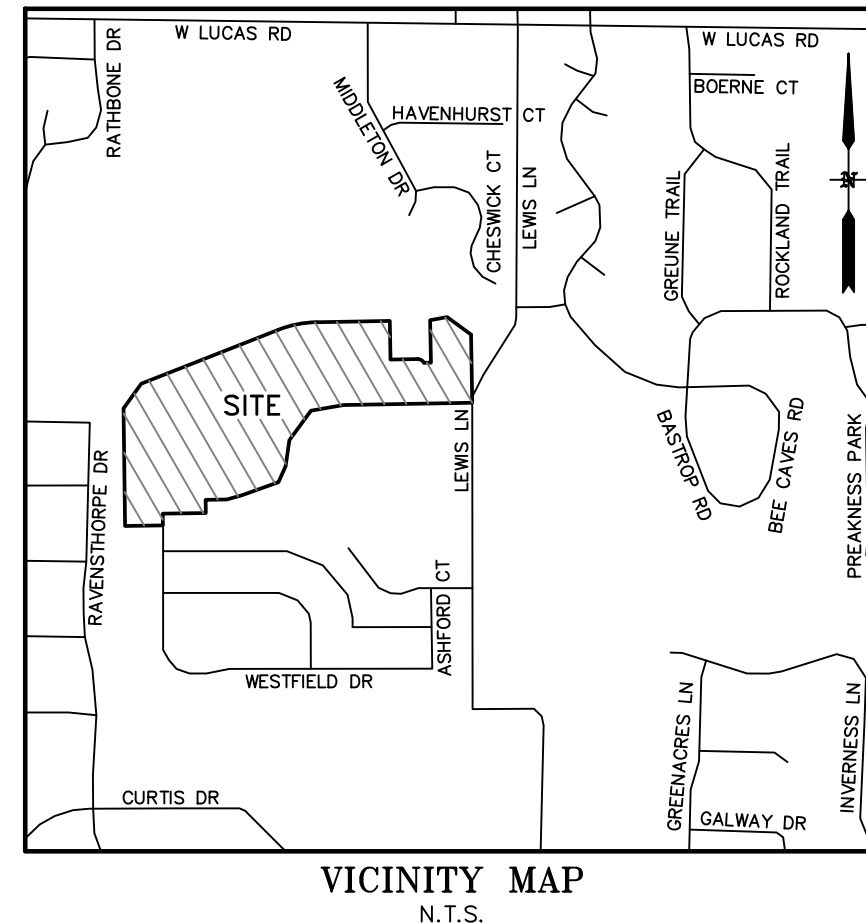 W LUCAS RD
W LUCAS RD
RATHBONE DR
MIDDLETON DR
HAVENHURST CT
CHESWICK CT
LEWIS LN
BOERNE CT
GREUNE TRAIL
ROCKLAND TRAIL
N
SITE
LEWIS LN
BASTROP RD
BEE CAVES RD
PREAKNESS PARK
RAVENSTHORPE DR
ASHFORD CT
WESTFIELD DR
CURTIS DR
GREENACRES LN
INVERNESS LN
GALWAY DR
VICINITY MAP
N.T.S.